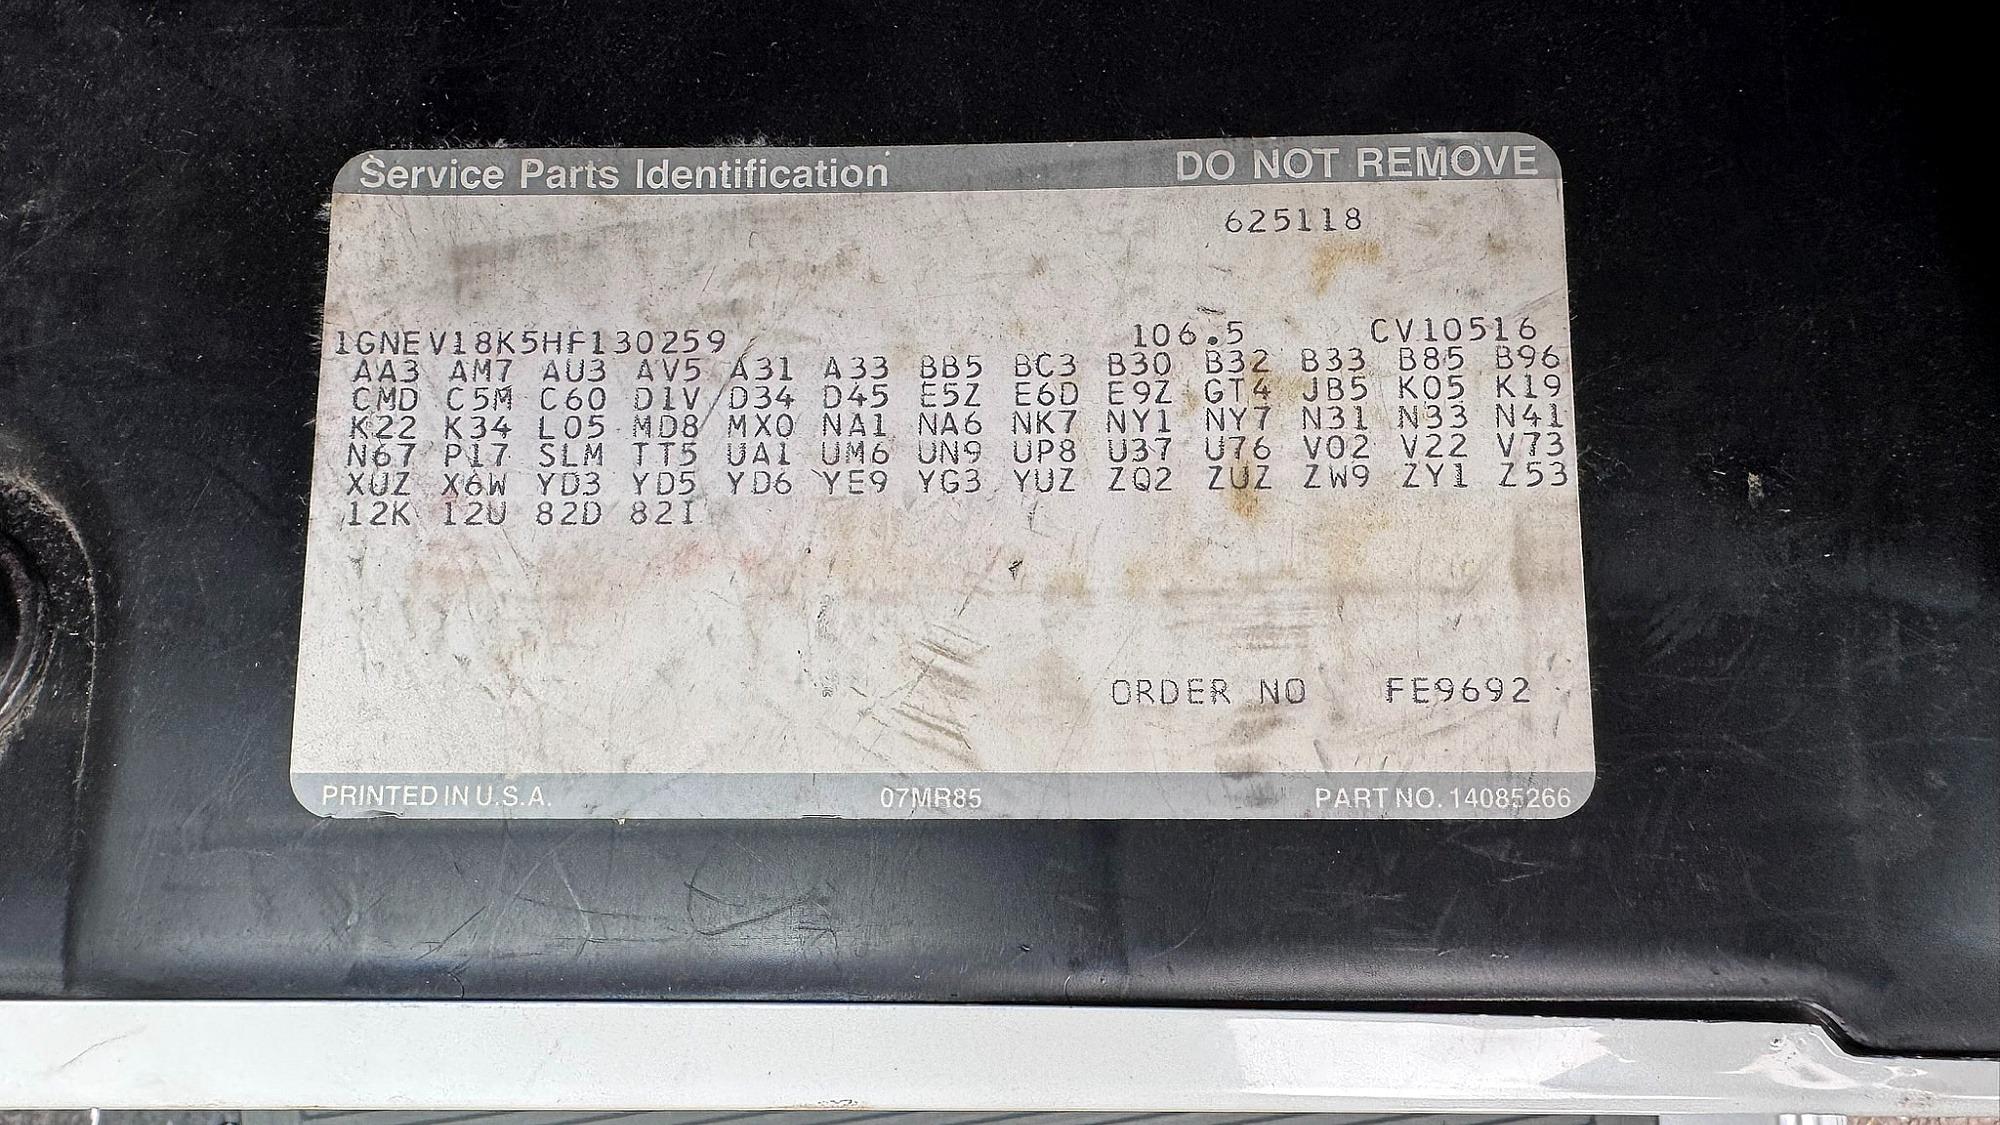 Service Parts Identification DO NOT REMOVE
625118
1GNEV18K5HF130259 106.5 CV10516
AA3 AM7 AU3 AV5 A31 A33 BB5 BC3 B30 B32 B33 B85 B96
CMD C5M C60 D1V D34 D45 E5Z E6D E9Z GT4 JB5 K05 K19
K22 K34 L05 MD8 MX0 NA1 NA6 NK7 NY1 NY7 N31 N33 N41
N67 P17 SLM TT5 UA1 UM6 UN9 UP8 U37 U76 V02 V22 V73
XUZ X6W YD3 YD5 YD6 YE9 YG3 YUZ ZQ2 ZUZ ZW9 ZY1 Z53
12K 12U 82D 82I
ORDER NO FE9692
PRINTED IN U.S.A. 07MR85 PART NO. 14085266